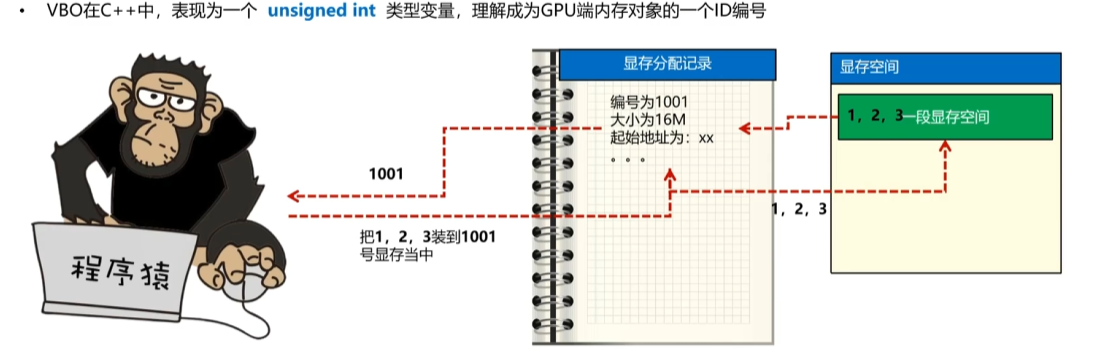 • VBO在C++中，表现为一个 unsigned int 类型变量，理解成为GPU端内存对象的一个ID编号
显存分配记录
编号为1001
大小为16M
起始地址为：xx
。。。
显存空间
1，2，3一段显存空间
1001
把1，2，3装到1001
号显存当中
1，2，3
程序猿